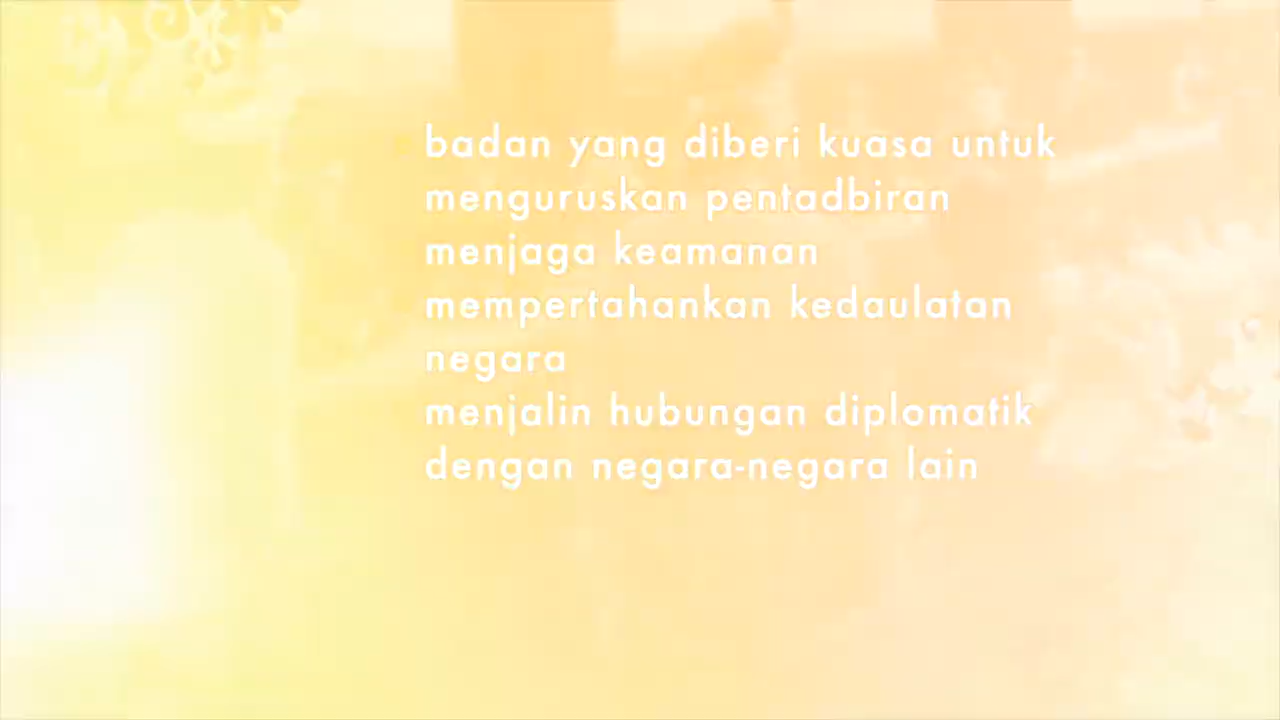 badan yang diberi kuasa untuk
menguruskan pentadbiran
menjaga keamanan
mempertahankan kedaulatan
negara
menjalin hubungan diplomatik
dengan negara-negara lain